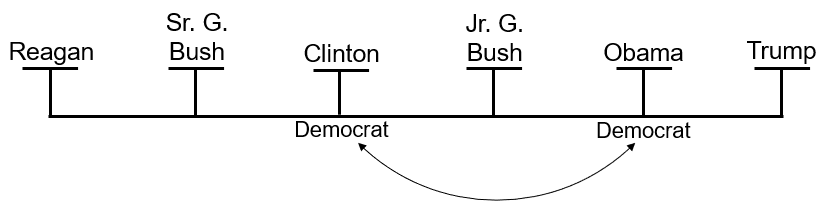 Reagan
Sr. G.
Bush
Clinton
Jr. G.
Bush
Obama
Trump
Democrat
Democrat